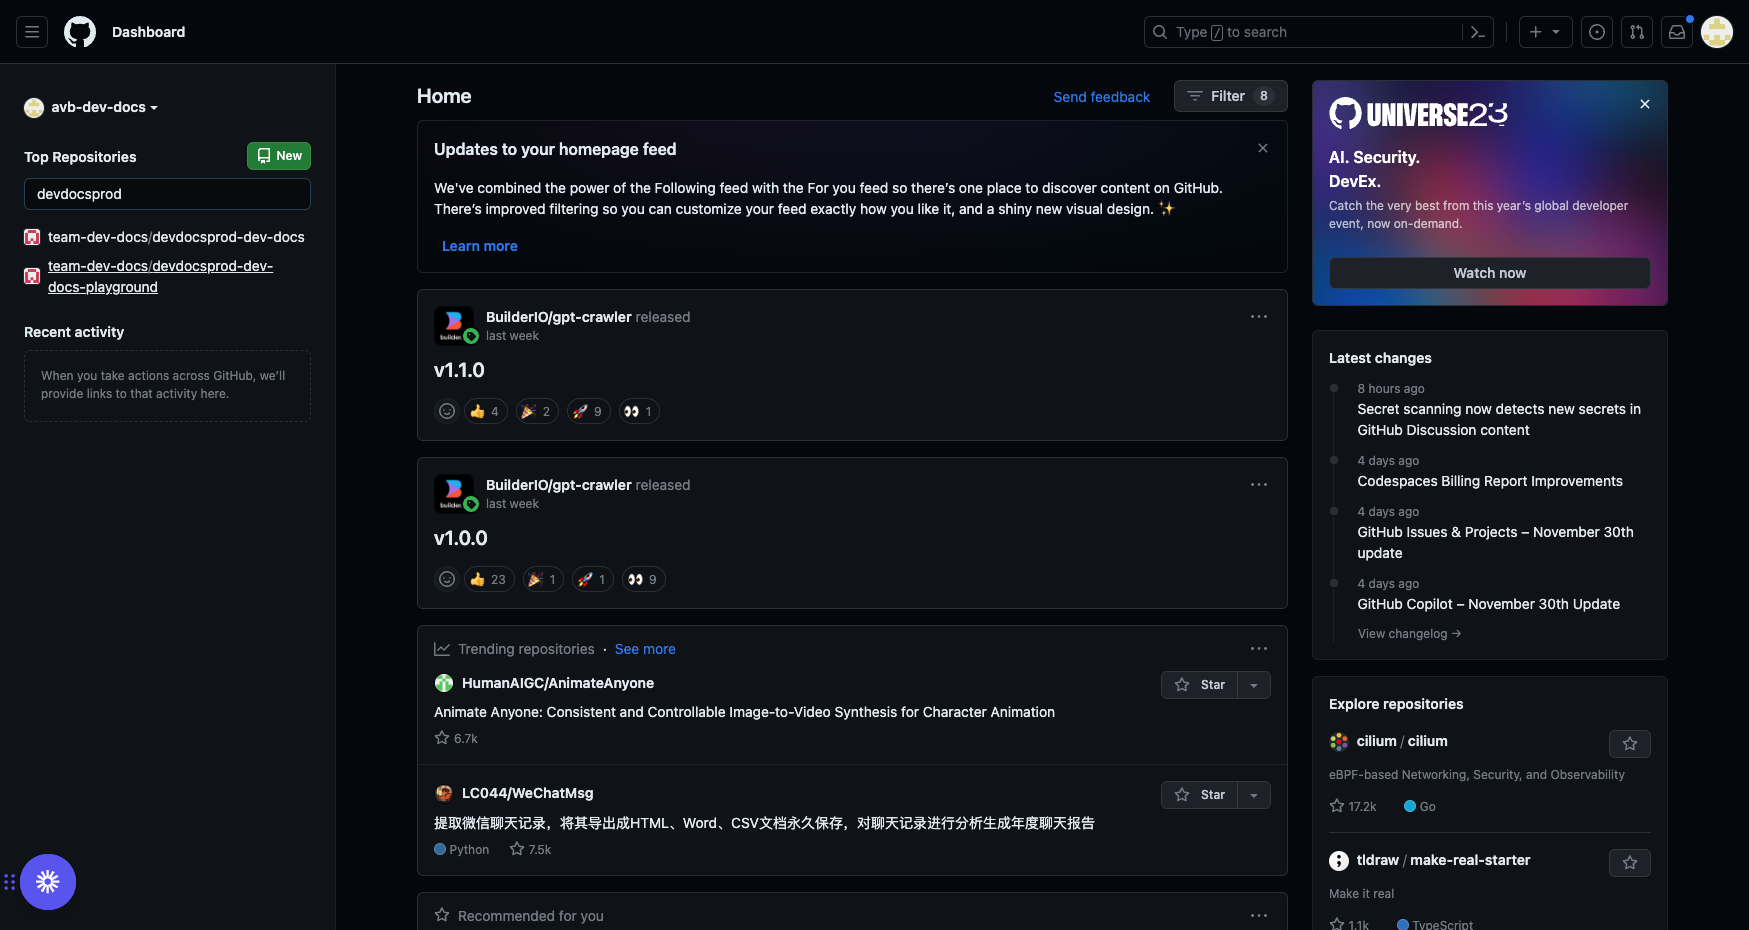 Dashboard
Type / to search
avb-dev-docs
Top Repositories
New
devdocsprod
team-dev-docs/devdocsprod-dev-docs
team-dev-docs/devdocsprod-dev-
docs-playground
Recent activity
When you take actions across GitHub, we’ll
provide links to that activity here.
Home
Send feedback
Filter 8
Updates to your homepage feed
We've combined the power of the Following feed with the For you feed so there’s one place to discover content on GitHub.
There’s improved filtering so you can customize your feed exactly how you like it, and a shiny new visual design. ✨
Learn more
builder.
BuilderIO/gpt-crawler released
last week
v1.1.0
👍 4 🎉 2 🚀 9 👀 1
builder.
BuilderIO/gpt-crawler released
last week
v1.0.0
👍 23 🎉 1 🚀 1 👀 9
Trending repositories · See more
HumanAIGC/AnimateAnyone
Star
Animate Anyone: Consistent and Controllable Image-to-Video Synthesis for Character Animation
6.7k
LC044/WeChatMsg
Star
提取微信聊天记录，将其导出成HTML、Word、CSV文档永久保存，对聊天记录进行分析生成年度聊天报告
Python 7.5k
Recommended for you
UNIVERSE23
AI. Security.
DevEx.
Catch the very best from this year’s global developer
event, now on-demand.
Watch now
Latest changes
8 hours ago
Secret scanning now detects new secrets in
GitHub Discussion content
4 days ago
Codespaces Billing Report Improvements
4 days ago
GitHub Issues & Projects – November 30th
update
4 days ago
GitHub Copilot – November 30th Update
View changelog →
Explore repositories
cilium / cilium
eBPF-based Networking, Security, and Observability
17.2k Go
tldraw / make-real-starter
Make it real
1.1k TypeScript